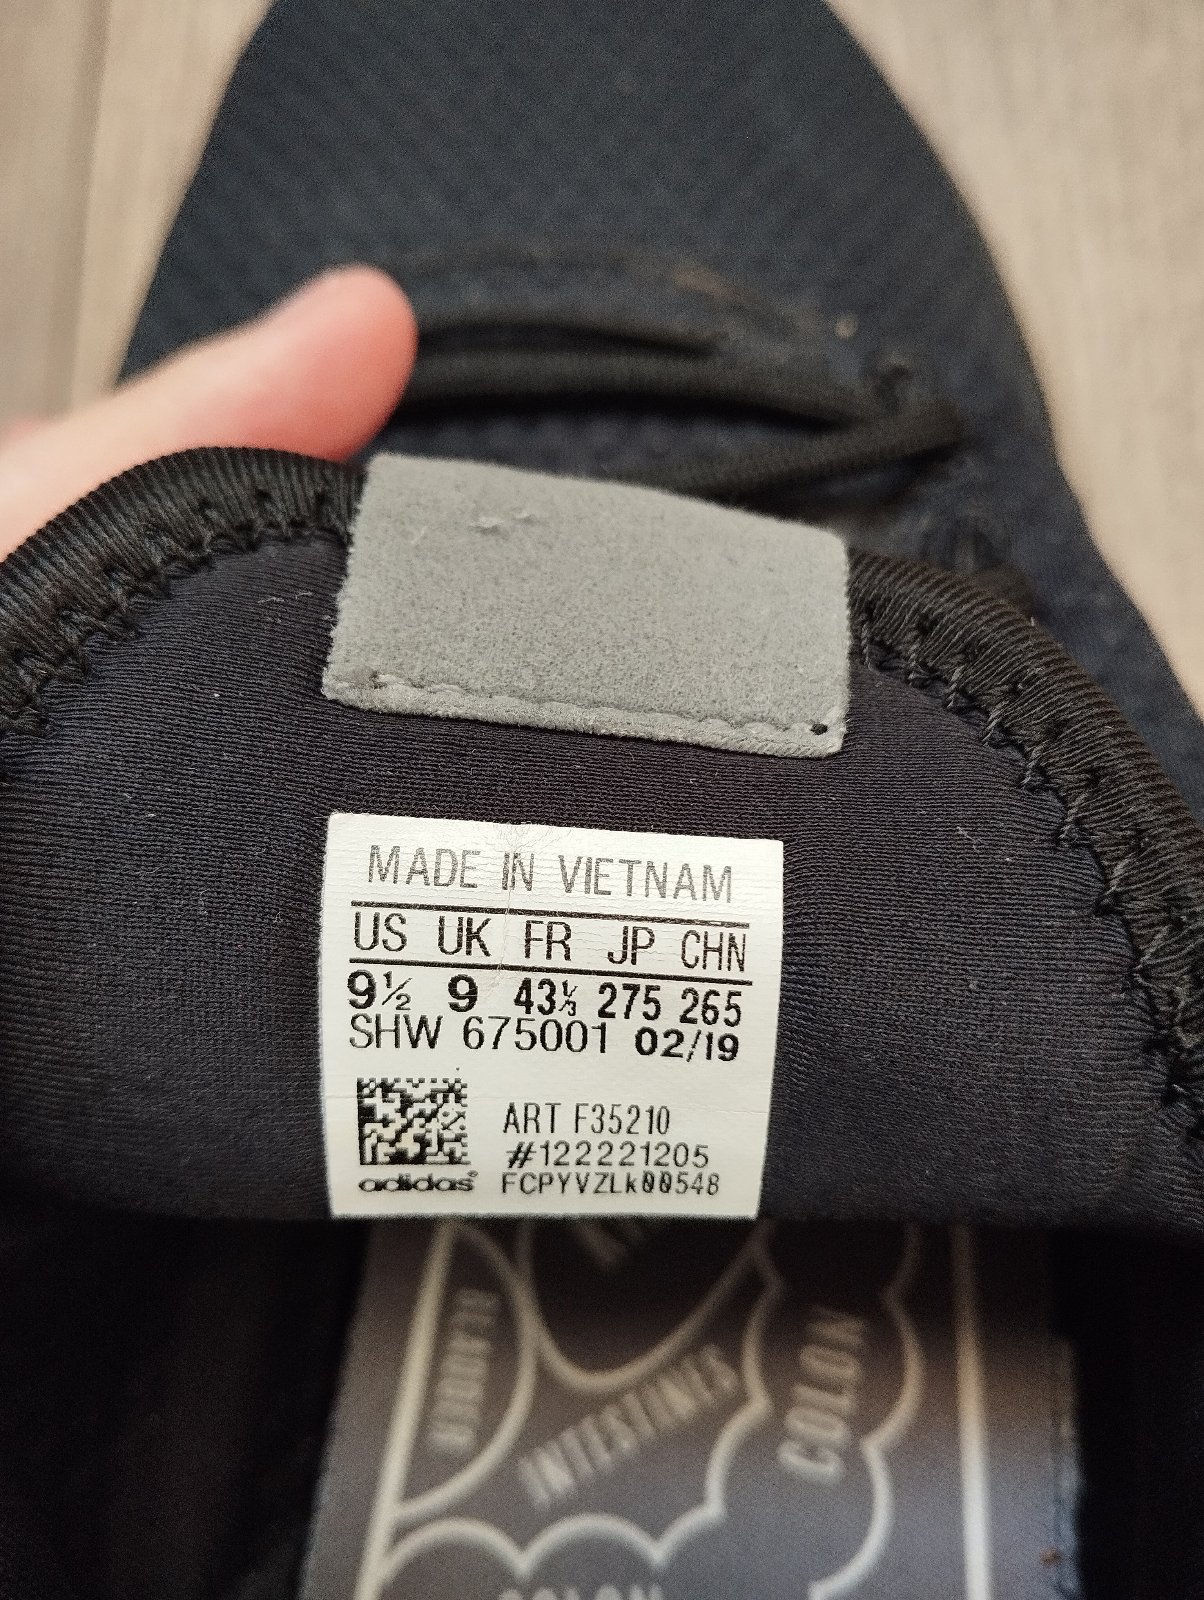 MADE IN VIETNAM
US UK FR JP CHN
9½ 9 43⅓ 275 265
SHW 675001 02/19
ART F35210
#122221205
adidas FCPYVZLk00548
BLADDER
INTESTINES
COLON